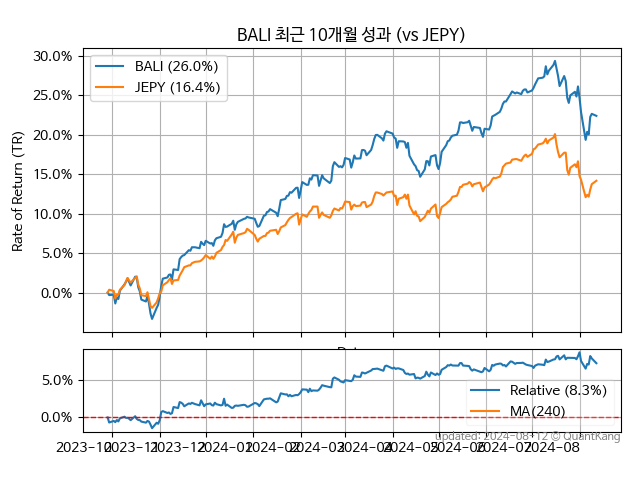 BALI 최근 10개월 성과 (vs JEPY)
Rate of Return (TR)
30.0%
25.0%
20.0%
15.0%
10.0%
5.0%
0.0%
BALI (26.0%)
JEPY (16.4%)
5.0%
0.0%
Relative (8.3%)
MA(240)
updated: 2024-08-12 © QuantKang
2023-10 2023-11 2023-12 2024-01 2024-02 2024-03 2024-04 2024-05 2024-06 2024-07 2024-08